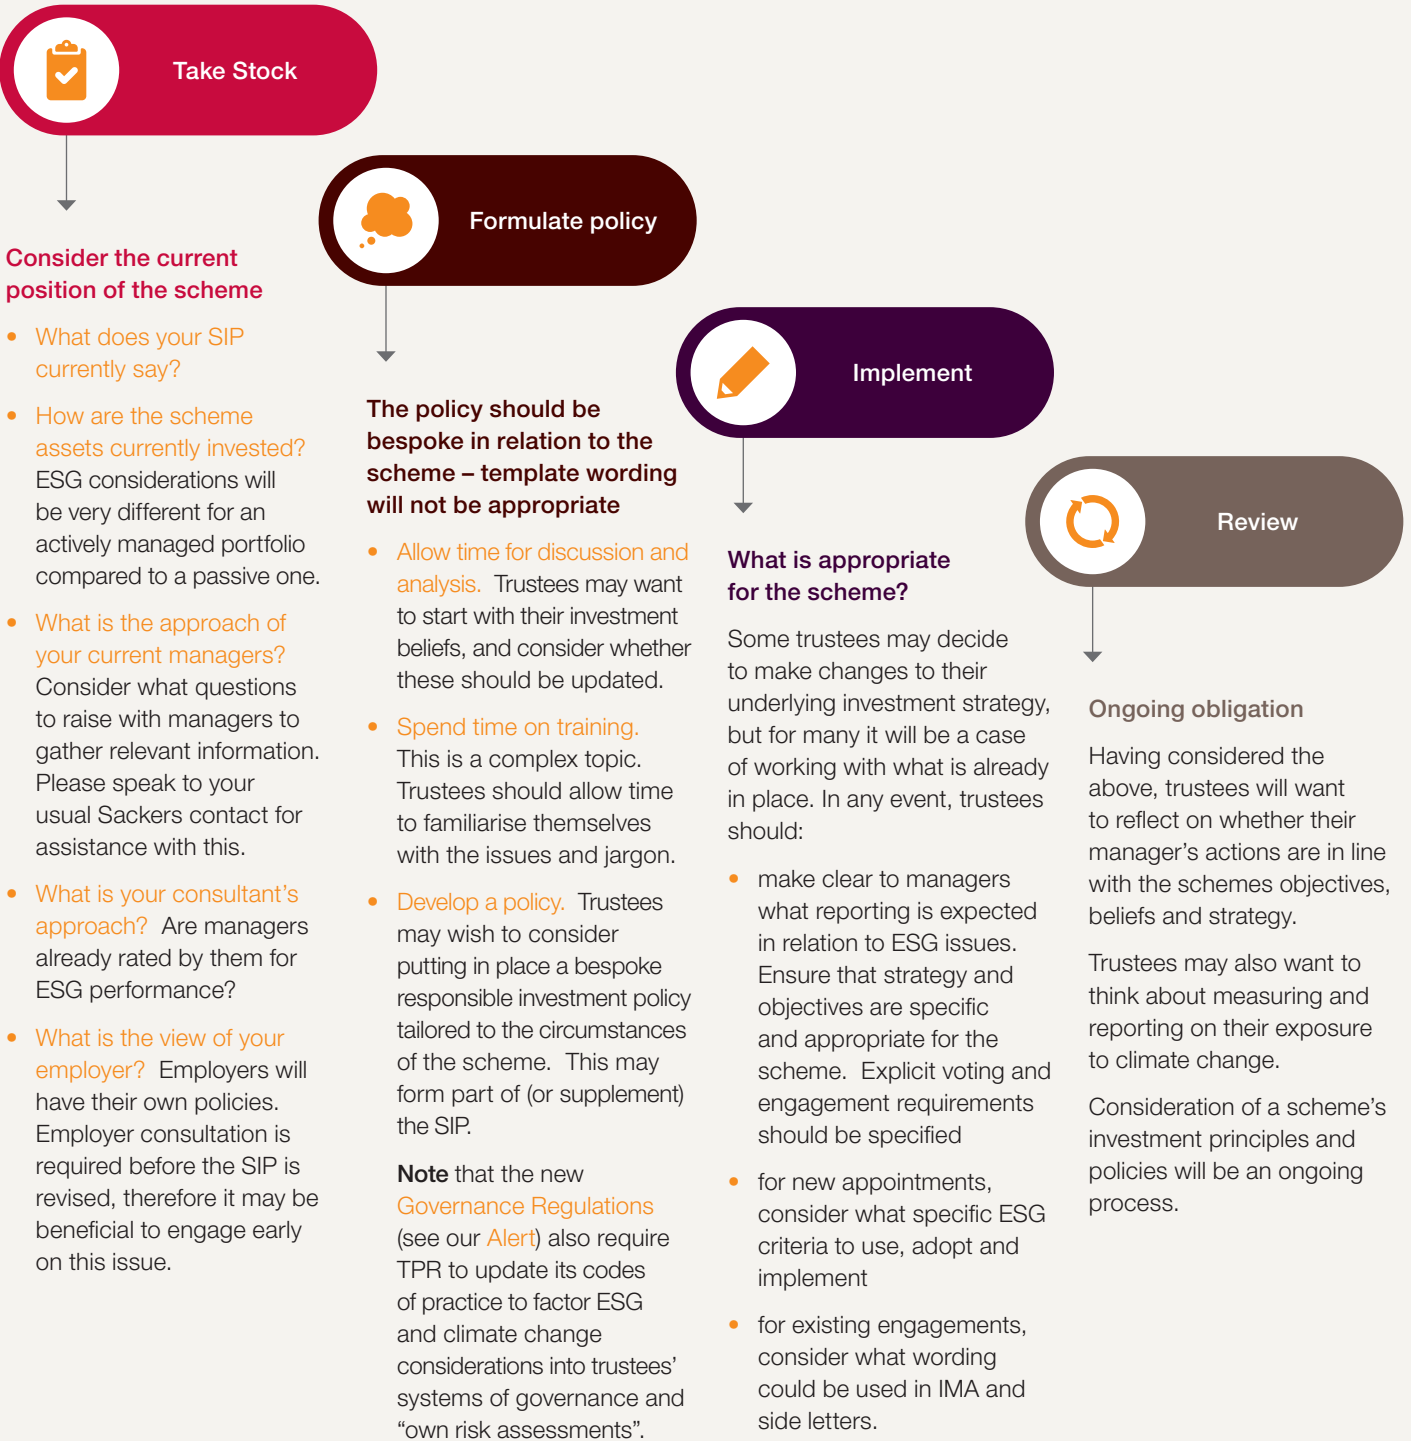 Take Stock
Consider the current
position of the scheme
• What does your SIP
currently say?
• How are the scheme
assets currently invested?
ESG considerations will
be very different for an
actively managed portfolio
compared to a passive one.
• What is the approach of
your current managers?
Consider what questions
to raise with managers to
gather relevant information.
Please speak to your
usual Sackers contact for
assistance with this.
• What is your consultant's
approach? Are managers
already rated by them for
ESG performance?
• What is the view of your
employer? Employers will
have their own policies.
Employer consultation is
required before the SIP is
revised, therefore it may be
beneficial to engage early
on this issue.
Formulate policy
The policy should be
bespoke in relation to the
scheme – template wording
will not be appropriate
• Allow time for discussion and
analysis. Trustees may want
to start with their investment
beliefs, and consider whether
these should be updated.
• Spend time on training.
This is a complex topic.
Trustees should allow time
to familiarise themselves
with the issues and jargon.
• Develop a policy. Trustees
may wish to consider
putting in place a bespoke
responsible investment policy
tailored to the circumstances
of the scheme. This may
form part of (or supplement)
the SIP.
Note that the new
Governance Regulations
(see our Alert) also require
TPR to update its codes
of practice to factor ESG
and climate change
considerations into trustees'
systems of governance and
“own risk assessments”.
Implement
What is appropriate
for the scheme?
Some trustees may decide
to make changes to their
underlying investment strategy,
but for many it will be a case
of working with what is already
in place. In any event, trustees
should:
• make clear to managers
what reporting is expected
in relation to ESG issues.
Ensure that strategy and
objectives are specific
and appropriate for the
scheme. Explicit voting and
engagement requirements
should be specified
• for new appointments,
consider what specific ESG
criteria to use, adopt and
implement
• for existing engagements,
consider what wording
could be used in IMA and
side letters.
Review
Ongoing obligation
Having considered the
above, trustees will want
to reflect on whether their
manager's actions are in line
with the schemes objectives,
beliefs and strategy.
Trustees may also want to
think about measuring and
reporting on their exposure
to climate change.
Consideration of a scheme's
investment principles and
policies will be an ongoing
process.